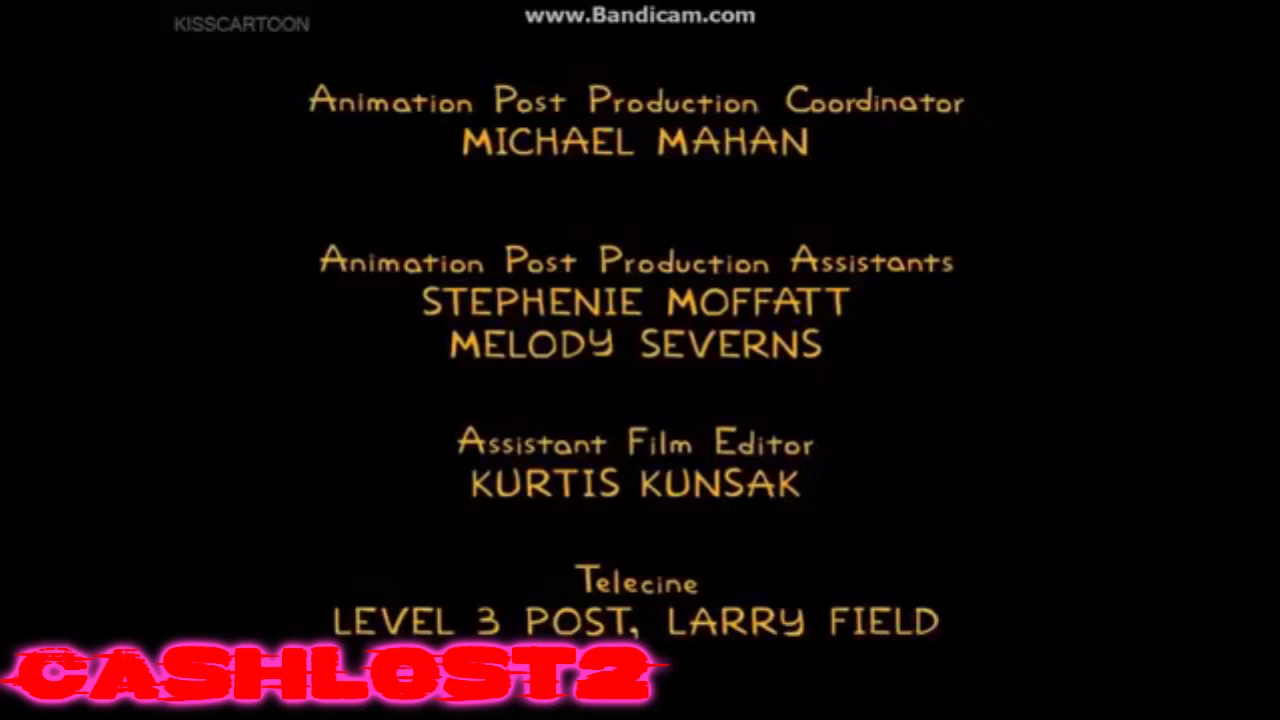 KISSCARTOON
www.Bandicam.com
Animation Post Production Coordinator
MICHAEL MAHAN
Animation Post Production Assistants
STEPHENIE MOFFATT
MELODY SEVERNS
Assistant Film Editor
KURTIS KUNSAK
Telecine
LEVEL 3 POST, LARRY FIELD
CASHLOST2